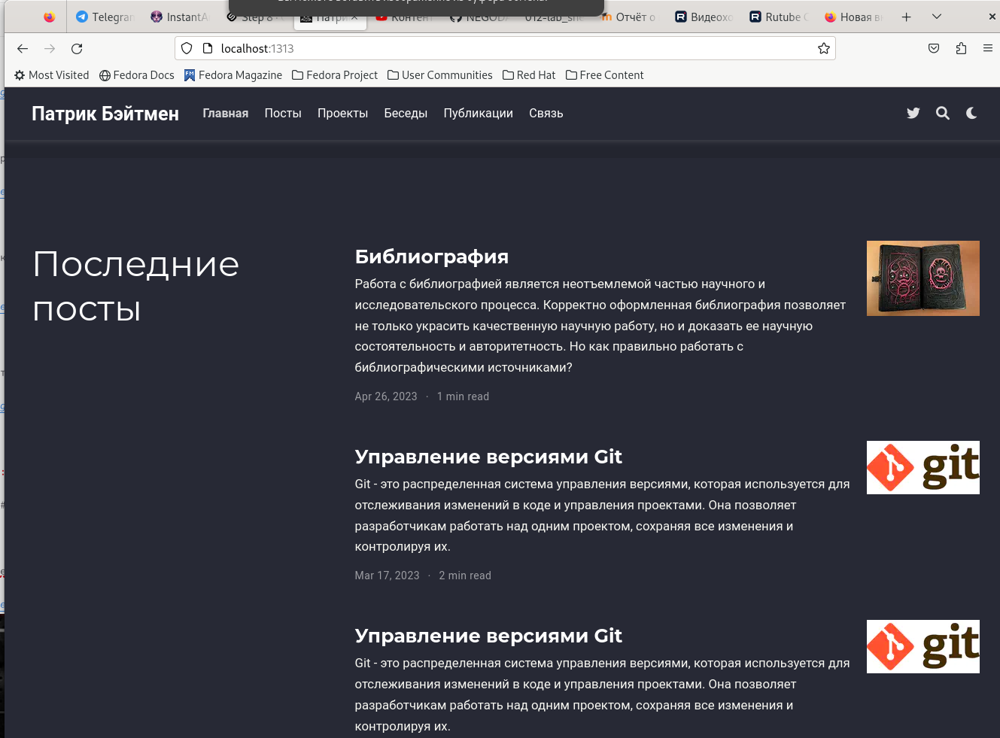 Telegram
InstantA
Step 8
Патри
Контент
NEGODA
012-lab_she
Отчёт о
Видеохо
Rutube
Новая в
localhost:1313
Most Visited
Fedora Docs
Fedora Magazine
Fedora Project
User Communities
Red Hat
Free Content
Патрик Бэйтмен
Главная
Посты
Проекты
Беседы
Публикации
Связь
Последние
посты
Библиография
Работа с библиографией является неотъемлемой частью научного и
исследовательского процесса. Корректно оформленная библиография позволяет
не только украсить качественную научную работу, но и доказать ее научную
состоятельность и авторитетность. Но как правильно работать с
библиографическими источниками?
Apr 26, 2023 · 1 min read
Управление версиями Git
Git - это распределенная система управления версиями, которая используется для
отслеживания изменений в коде и управления проектами. Она позволяет
разработчикам работать над одним проектом, сохраняя все изменения и
контролируя их.
git
Mar 17, 2023 · 2 min read
Управление версиями Git
Git - это распределенная система управления версиями, которая используется для
отслеживания изменений в коде и управления проектами. Она позволяет
разработчикам работать над одним проектом, сохраняя все изменения и
контролируя их.
git